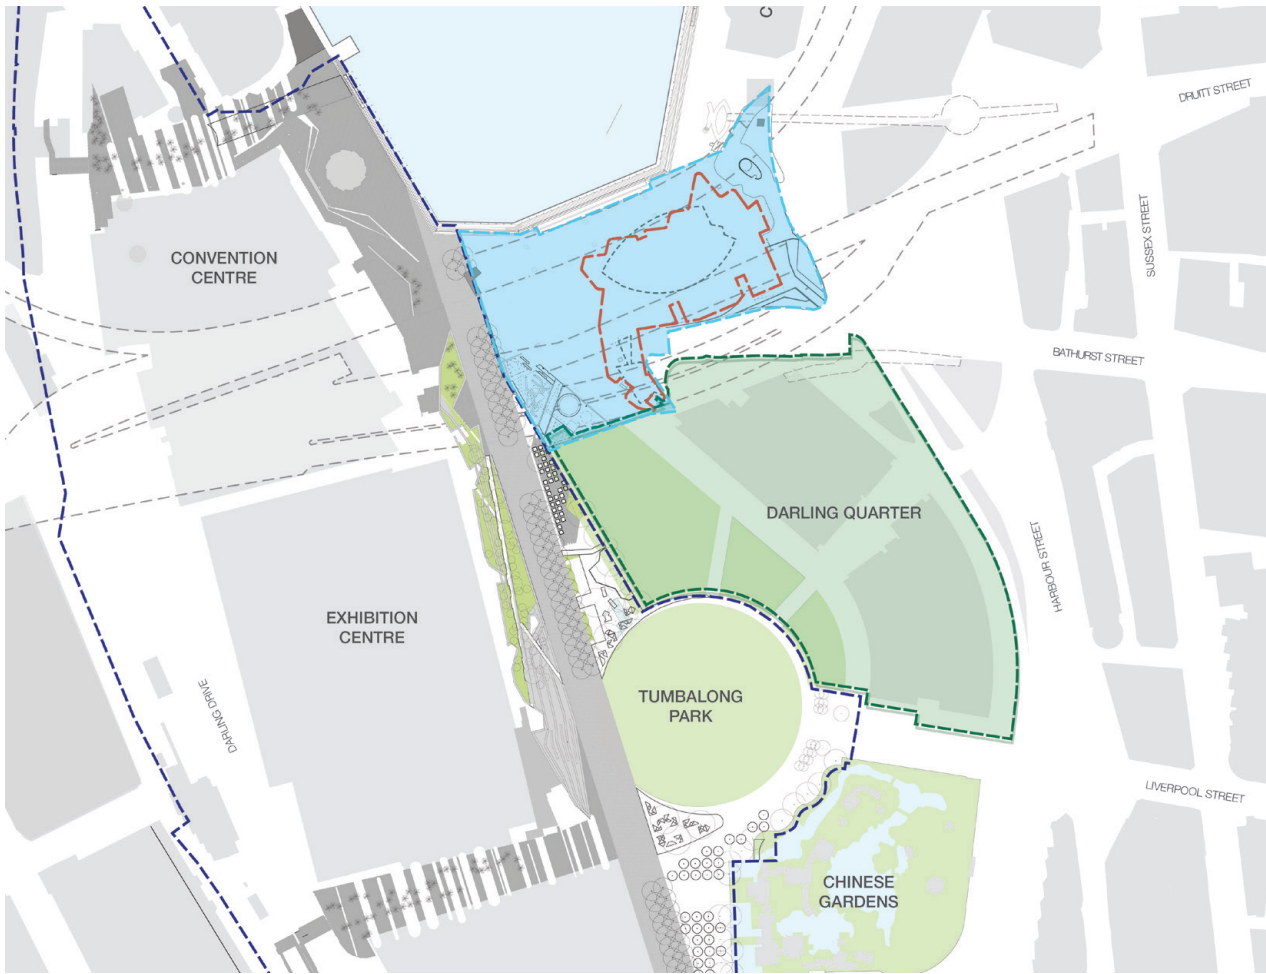 C
DRUITT STREET
SUSSEX STREET
CONVENTION
CENTRE
BATHURST STREET
DARLING QUARTER
HARBOUR STREET
EXHIBITION
CENTRE
TUMBALONG
PARK
DARLING DRIVE
LIVERPOOL STREET
CHINESE
GARDENS